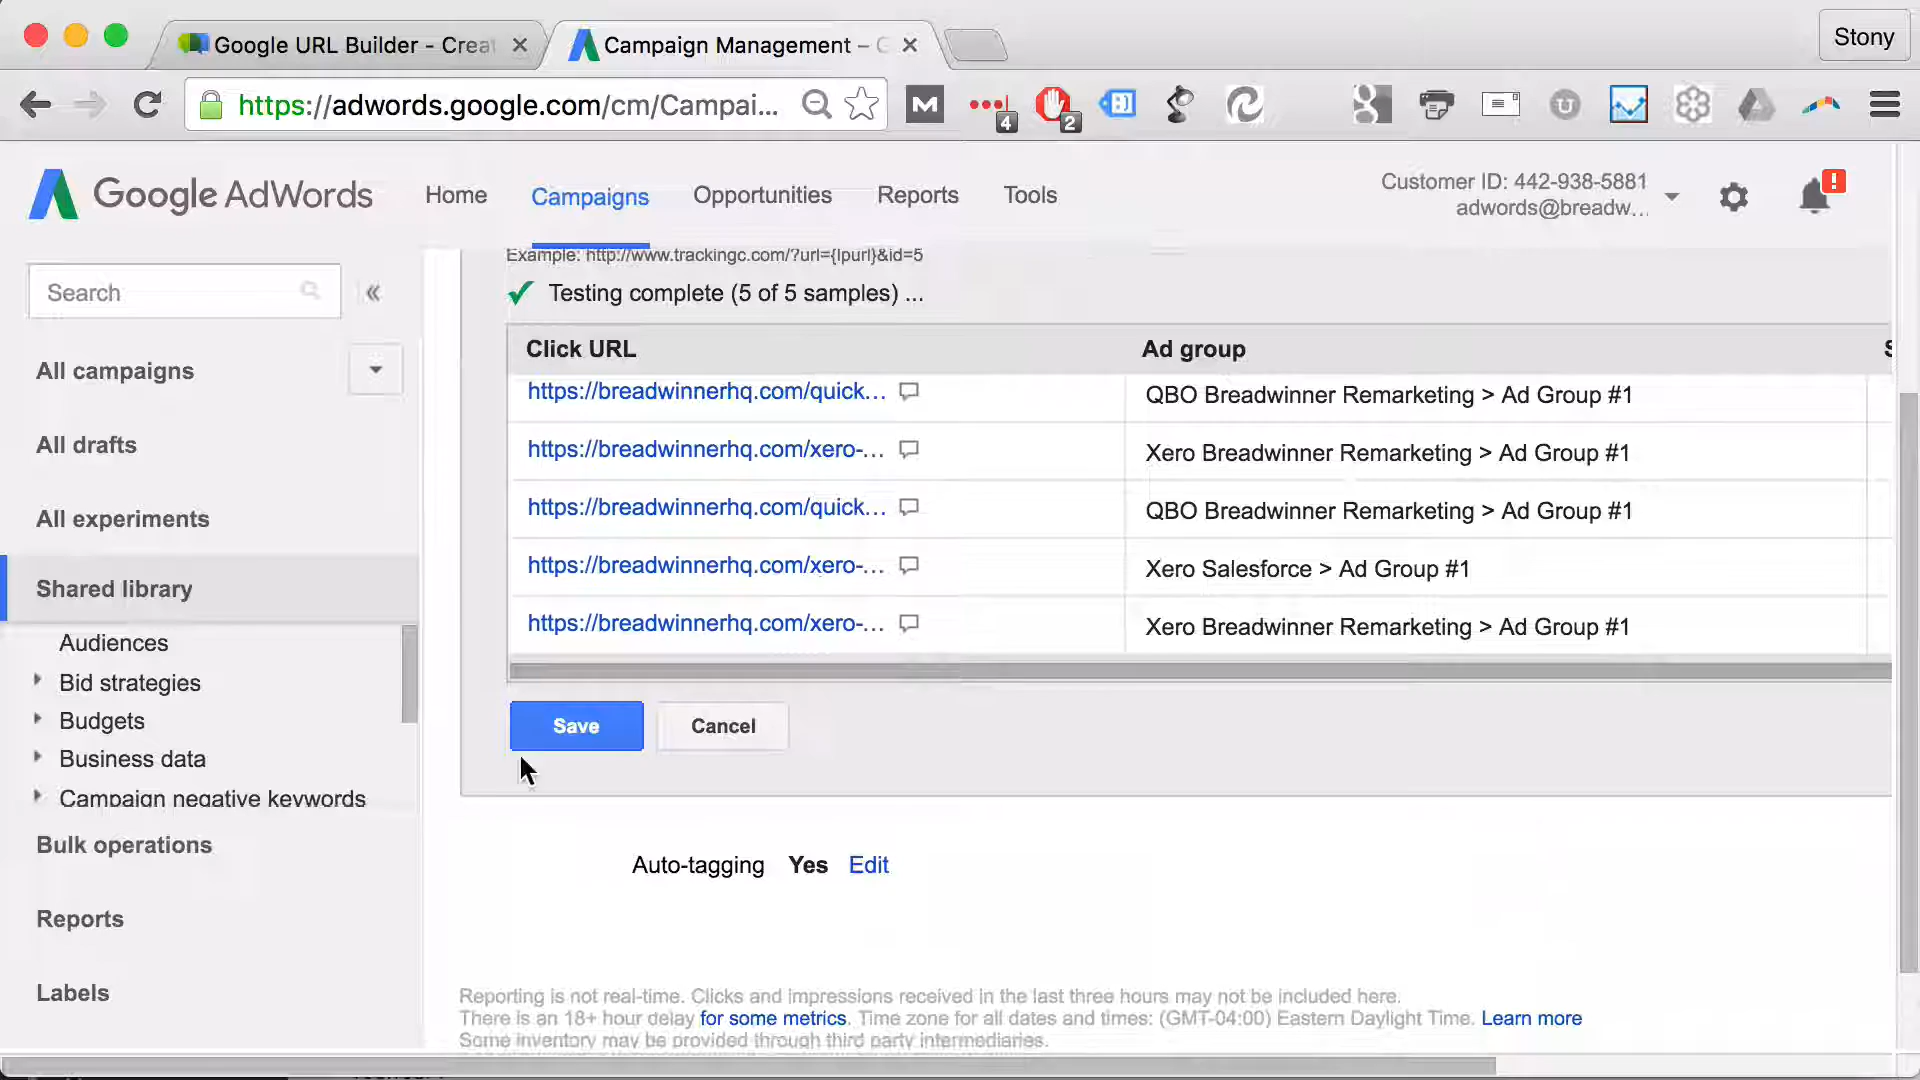 Google URL Builder - Creat
Campaign Management – G
Stony
https://adwords.google.com/cm/Campai...
4
2
Google AdWords
Home
Campaigns
Opportunities
Reports
Tools
Customer ID: 442-938-5881
adwords@breadw...
Search
«
All campaigns
All drafts
All experiments
Shared library
Audiences
Bid strategies
Budgets
Business data
Campaign negative keywords
Bulk operations
Reports
Labels
Example: http://www.trackingc.com/?url={lpurl}&id=5
Testing complete (5 of 5 samples) ...
Click URL
Ad group
https://breadwinnerhq.com/quick...
QBO Breadwinner Remarketing > Ad Group #1
https://breadwinnerhq.com/xero-...
Xero Breadwinner Remarketing > Ad Group #1
https://breadwinnerhq.com/quick...
QBO Breadwinner Remarketing > Ad Group #1
https://breadwinnerhq.com/xero-...
Xero Salesforce > Ad Group #1
https://breadwinnerhq.com/xero-...
Xero Breadwinner Remarketing > Ad Group #1
Save
Cancel
Auto-tagging Yes Edit
Reporting is not real-time. Clicks and impressions received in the last three hours may not be included here.
There is an 18+ hour delay for some metrics. Time zone for all dates and times: (GMT-04:00) Eastern Daylight Time. Learn more
Some inventory may be provided through third party intermediaries.